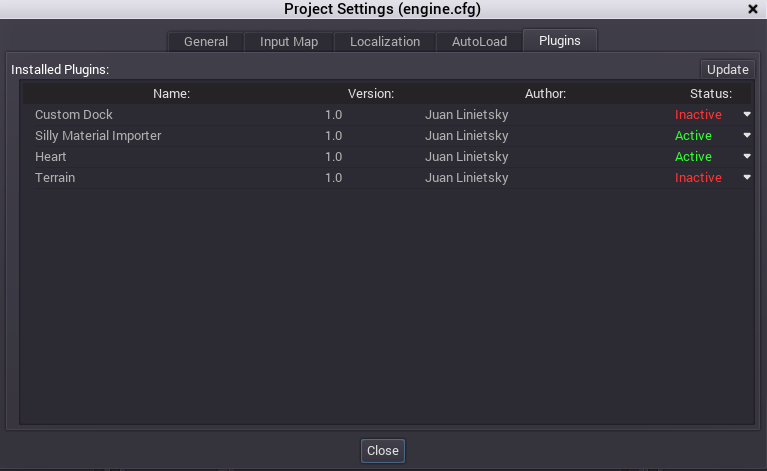 Project Settings (engine.cfg)
General Input Map Localization AutoLoad Plugins
Installed Plugins: Update
Name: Version: Author: Status:
Custom Dock 1.0 Juan Linietsky Inactive
Silly Material Importer 1.0 Juan Linietsky Active
Heart 1.0 Juan Linietsky Active
Terrain 1.0 Juan Linietsky Inactive
Close